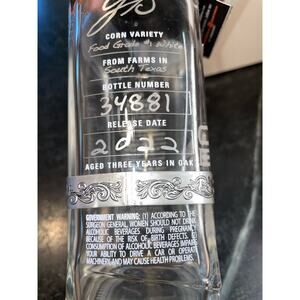 CORN VARIETY
Food Grade #1 White
FROM FARMS IN
South Texas
BOTTLE NUMBER
34881
RELEASE DATE
2022
AGED THREE YEARS IN OAK
GOVERNMENT WARNING: (1) ACCORDING TO THE
SURGEON GENERAL, WOMEN SHOULD NOT DRINK
ALCOHOLIC BEVERAGES DURING PREGNANCY
BECAUSE OF THE RISK OF BIRTH DEFECTS. (2)
CONSUMPTION OF ALCOHOLIC BEVERAGES IMPAIRS
YOUR ABILITY TO DRIVE A CAR OR OPERATE
MACHINERY AND MAY CAUSE HEALTH PROBLEMS.